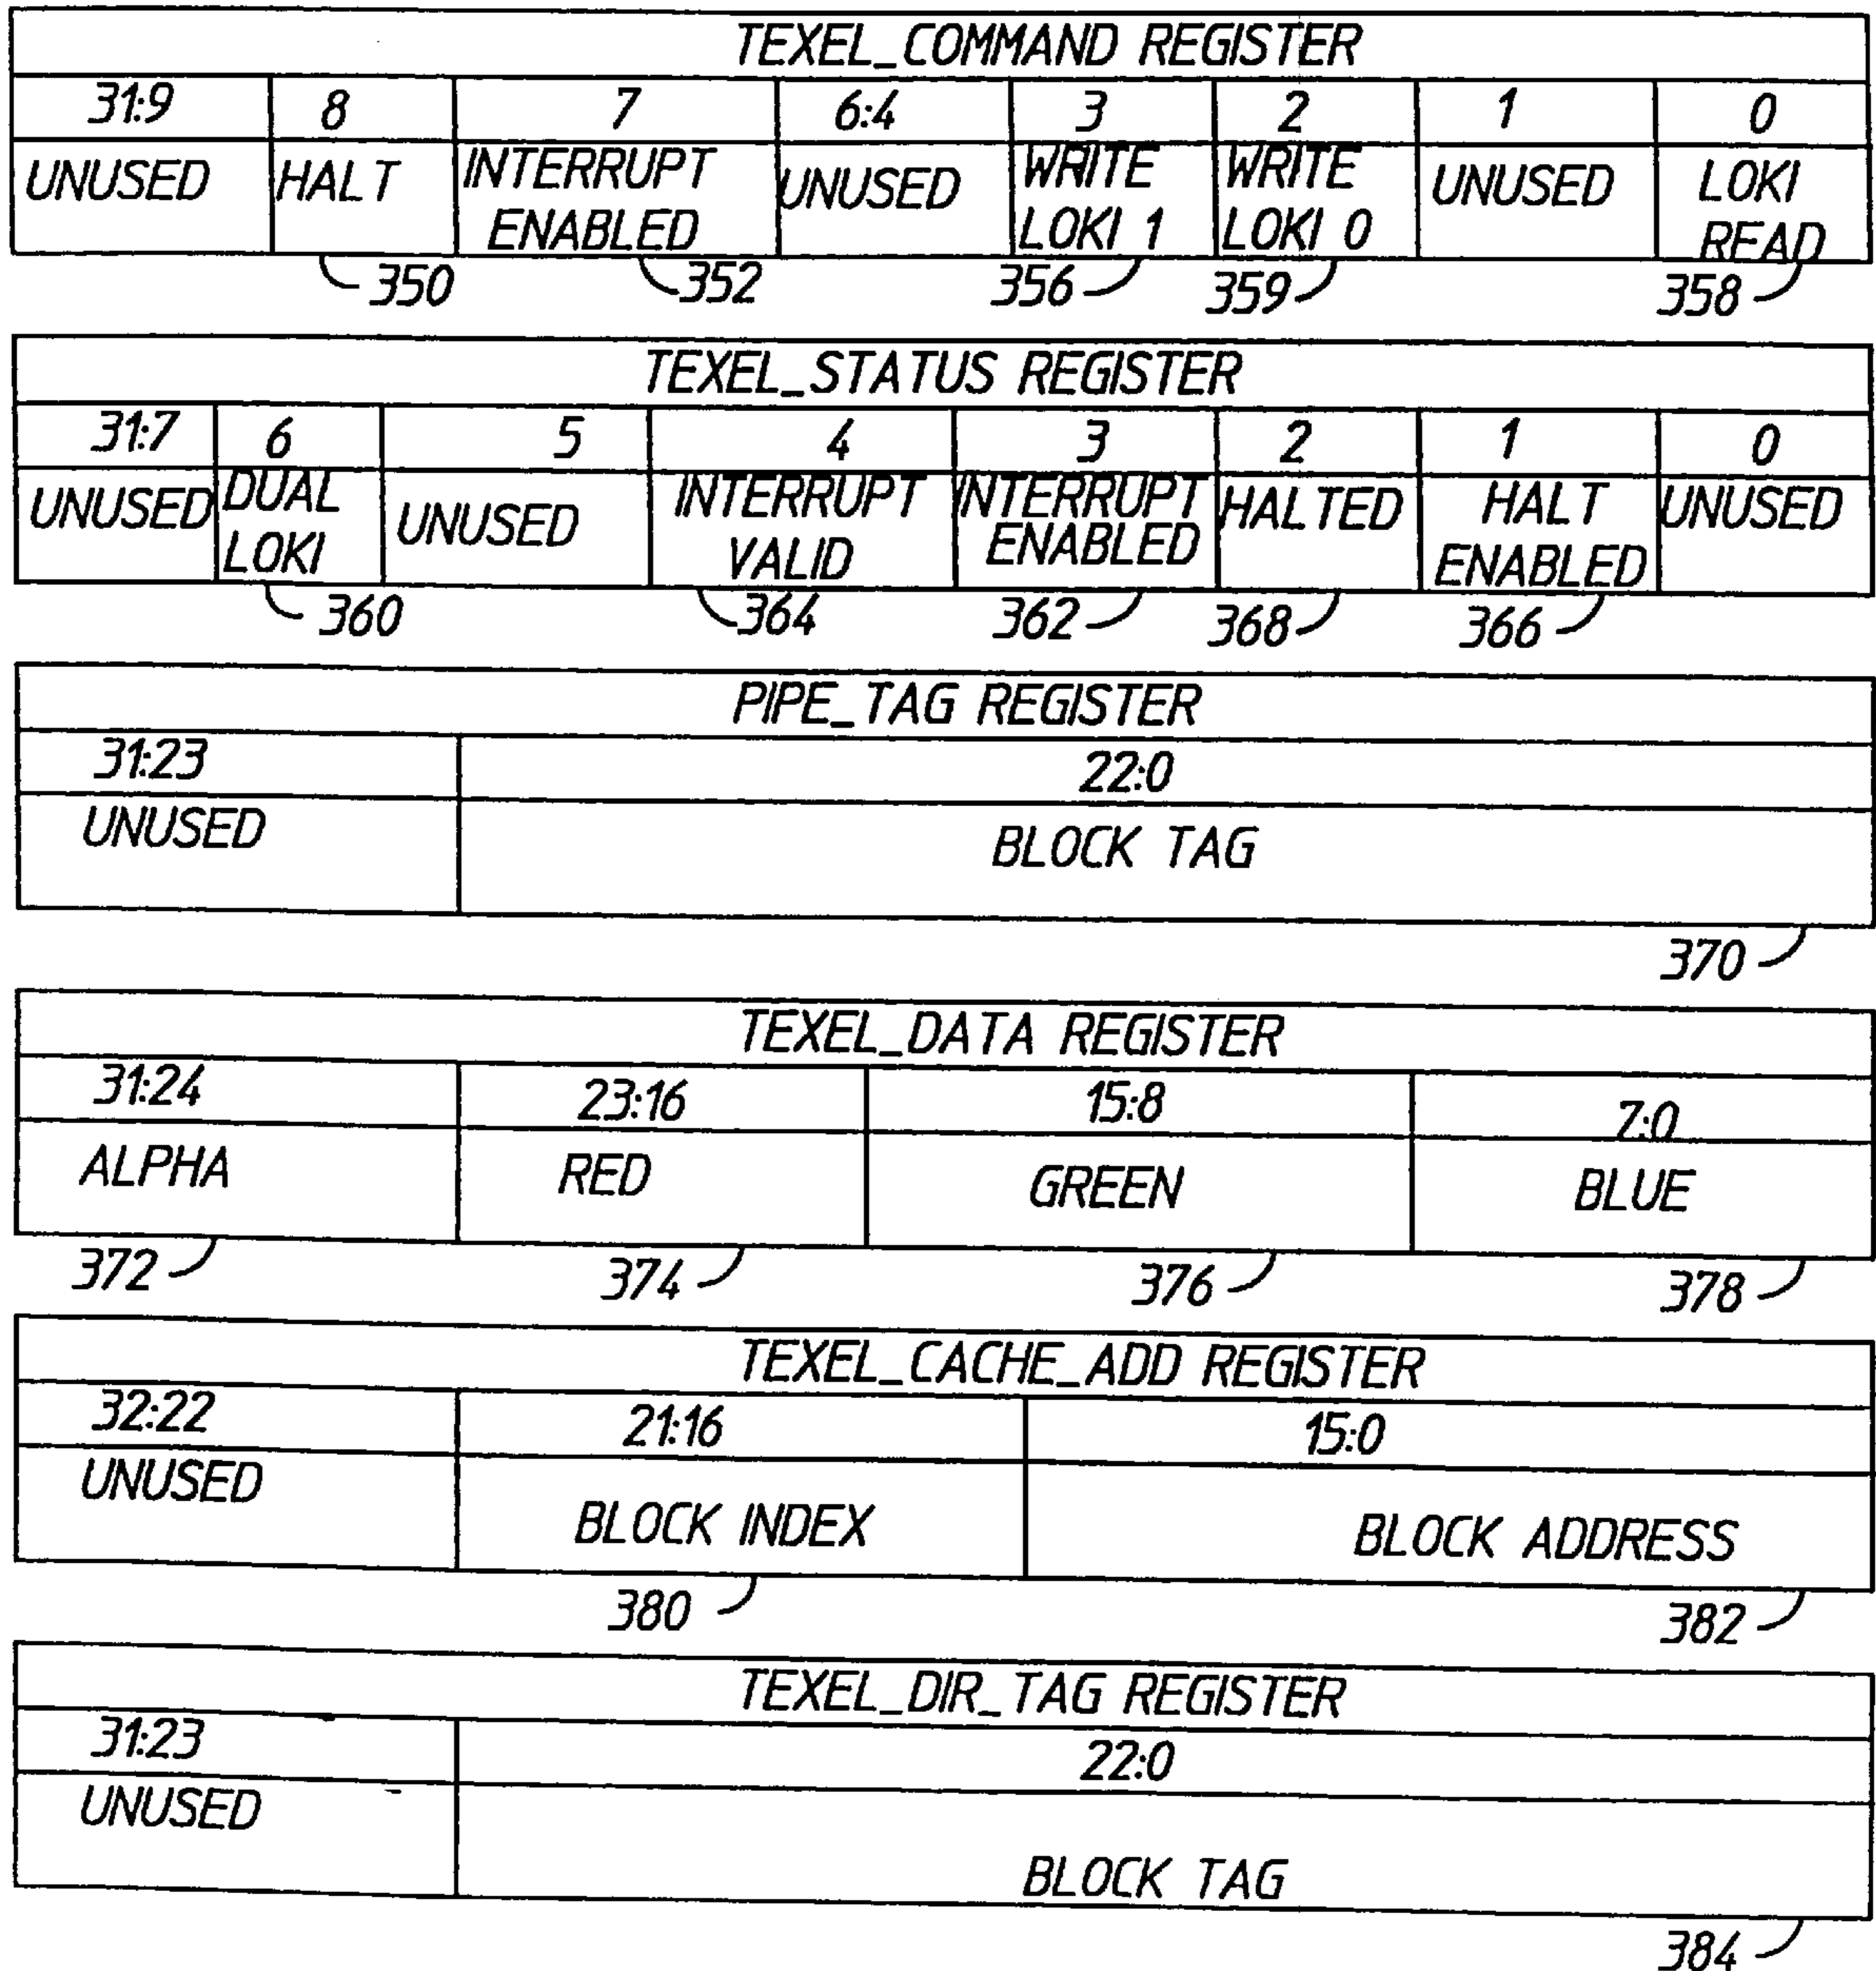 TEXEL_COMMAND REGISTER
31:9 8 7 6:4 3 2 1 0
UNUSED HALT INTERRUPT ENABLED UNUSED WRITE LOKI 1 WRITE LOKI 0 UNUSED LOKI READ
350 352 356 359 358
TEXEL_STATUS REGISTER
31:7 6 5 4 3 2 1 0
UNUSED DUAL LOKI UNUSED INTERRUPT VALID INTERRUPT ENABLED HALTED HALT ENABLED UNUSED
360 364 362 368 366
PIPE_TAG REGISTER
31:23 22:0
UNUSED BLOCK TAG
370
TEXEL_DATA REGISTER
31:24 23:16 15:8 7:0
ALPHA RED GREEN BLUE
372 374 376 378
TEXEL_CACHE_ADD REGISTER
32:22 21:16 15:0
UNUSED BLOCK INDEX BLOCK ADDRESS
380 382
TEXEL_DIR_TAG REGISTER
31:23 22:0
UNUSED BLOCK TAG
384